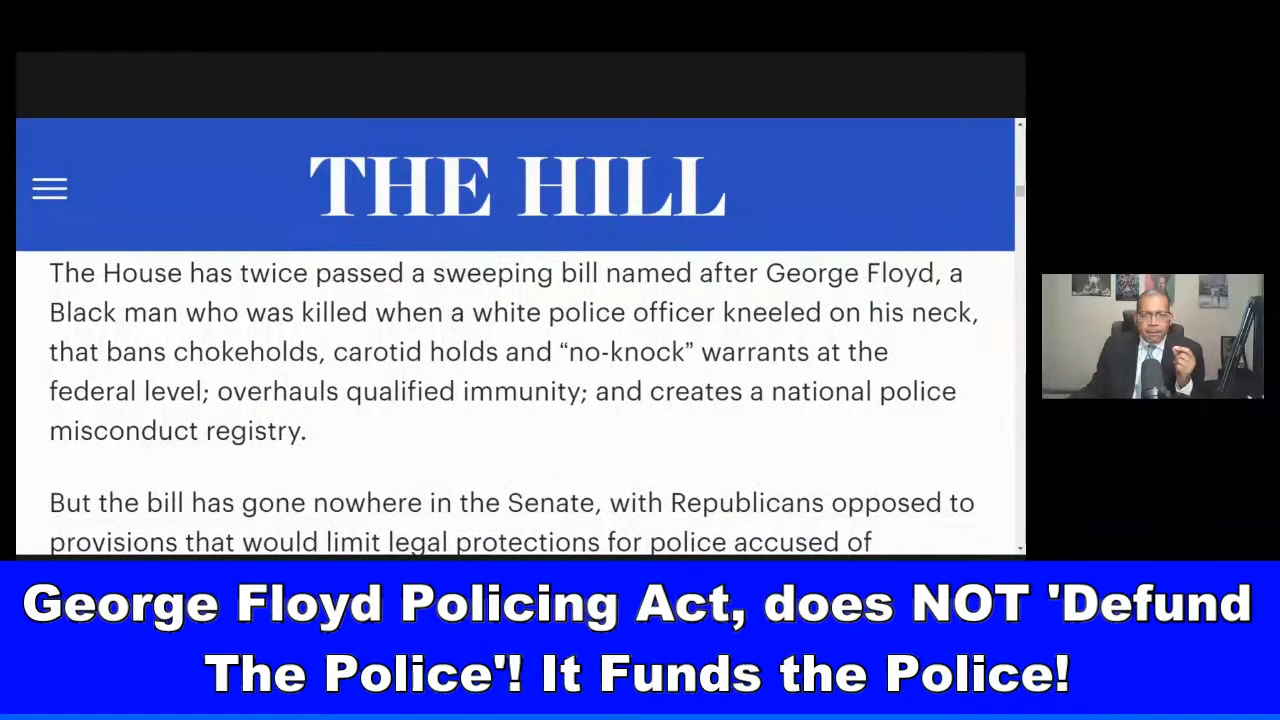 THE HILL
The House has twice passed a sweeping bill named after George Floyd, a
Black man who was killed when a white police officer kneeled on his neck,
that bans chokeholds, carotid holds and “no-knock” warrants at the
federal level; overhauls qualified immunity; and creates a national police
misconduct registry.
But the bill has gone nowhere in the Senate, with Republicans opposed to
provisions that would limit legal protections for police accused of
George Floyd Policing Act, does NOT 'Defund
The Police'! It Funds the Police!